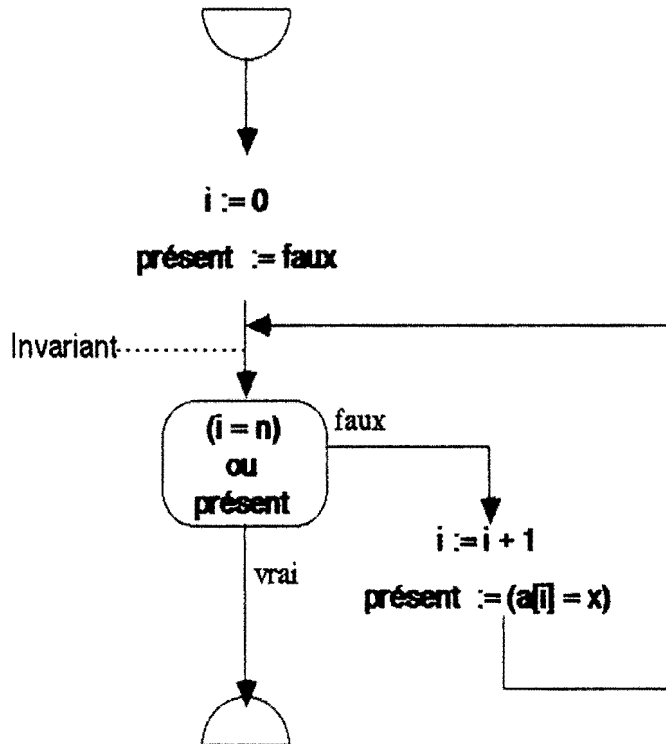 i := 0
présent := faux
Invariant
(i = n)
ou
présent
faux
i := i + 1
présent := (a[i] = x)
vrai